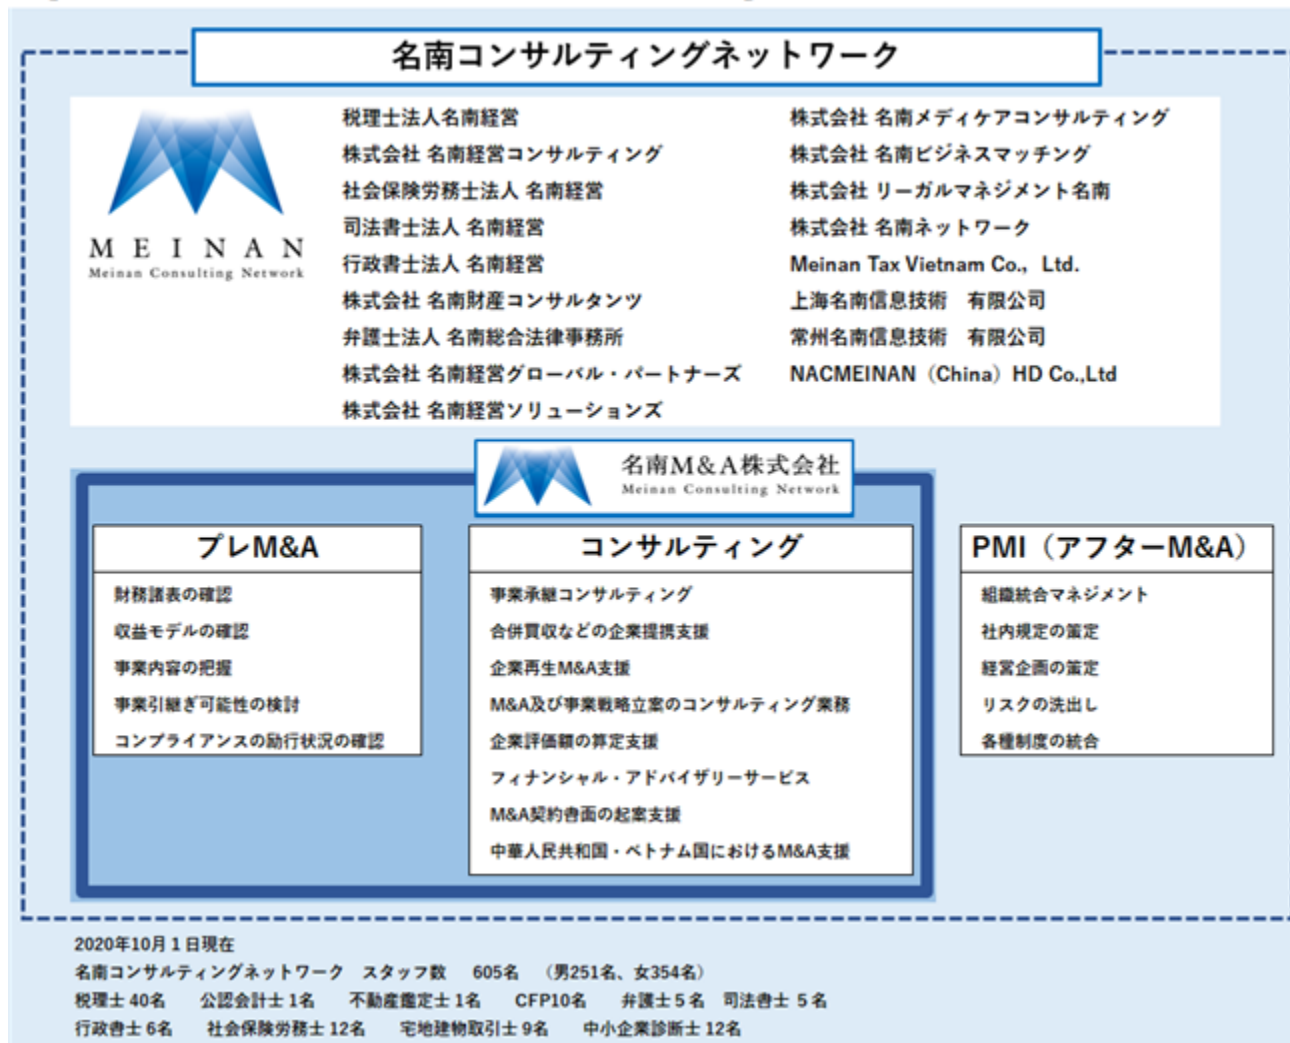 名南コンサルティングネットワーク
MEINAN
Meinan Consulting Network
税理士法人名南経営
株式会社 名南経営コンサルティング
社会保険労務士法人 名南経営
司法書士法人 名南経営
行政書士法人 名南経営
株式会社 名南財産コンサルタンツ
弁護士法人 名南総合法律事務所
株式会社 名南経営グローバル・パートナーズ
株式会社 名南経営ソリューションズ
株式会社 名南メディケアコンサルティング
株式会社 名南ビジネスマッチング
株式会社 リーガルマネジメント名南
株式会社 名南ネットワーク
Meinan Tax Vietnam Co.，Ltd.
上海名南信息技術　有限公司
常州名南信息技術　有限公司
NACMEINAN（China）HD Co.,Ltd
名南M&A株式会社
Meinan Consulting Network
プレM&A
財務諸表の確認
収益モデルの確認
事業内容の把握
事業引継ぎ可能性の検討
コンプライアンスの励行状況の確認
コンサルティング
事業承継コンサルティング
合併買収などの企業提携支援
企業再生M&A支援
M&A及び事業戦略立案のコンサルティング業務
企業評価額の算定支援
フィナンシャル・アドバイザリーサービス
M&A契約書面の起案支援
中華人民共和国・ベトナム国におけるM&A支援
PMI（アフターM&A）
組織統合マネジメント
社内規定の策定
経営企画の策定
リスクの洗出し
各種制度の統合
2020年10月１日現在
名南コンサルティングネットワーク　スタッフ数　605名　（男251名、女354名）
税理士 40名　公認会計士 1名　不動産鑑定士 1名　CFP10名　弁護士５名　司法書士 ５名
行政書士 6名　社会保険労務士 12名　宅地建物取引士 9名　中小企業診断士 12名